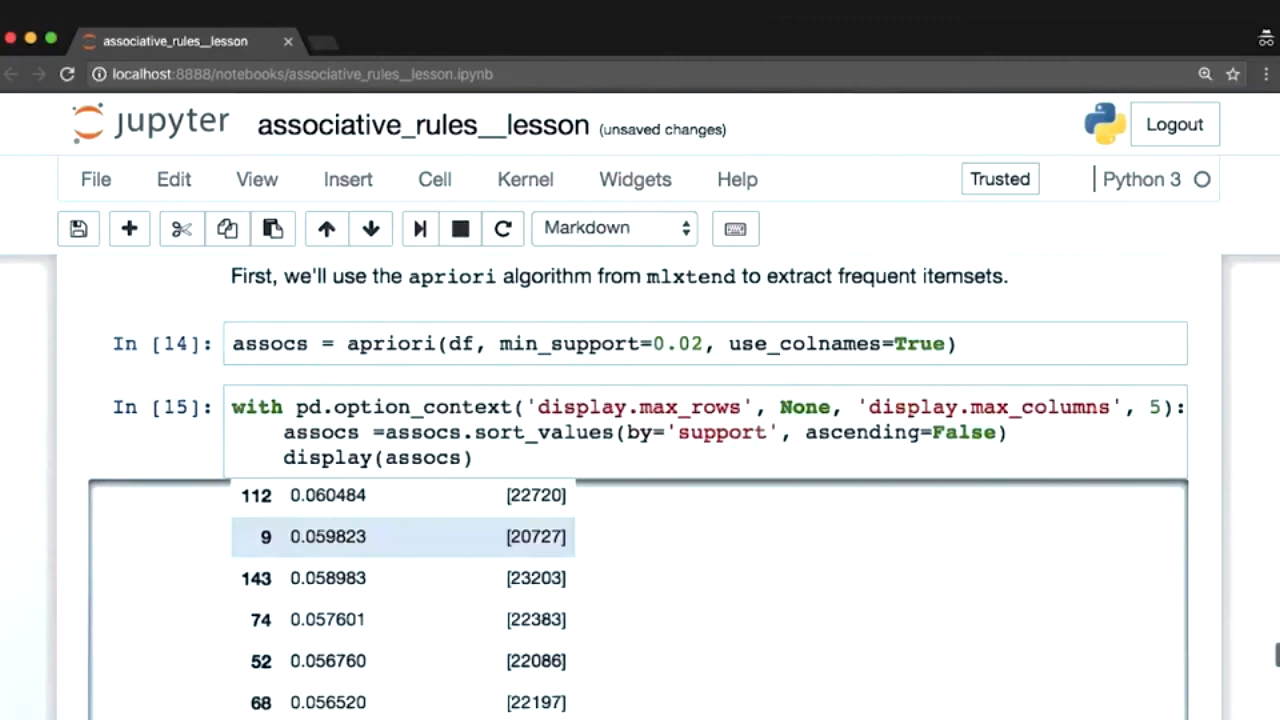 associative_rules__lesson
localhost:8888/notebooks/associative_rules__lesson.ipynb
jupyter associative_rules__lesson (unsaved changes) Logout
File Edit View Insert Cell Kernel Widgets Help Trusted Python 3
Markdown
First, we'll use the apriori algorithm from mlxtend to extract frequent itemsets.
In [14]: assocs = apriori(df, min_support=0.02, use_colnames=True)
In [15]: with pd.option_context('display.max_rows', None, 'display.max_columns', 5):
assocs =assocs.sort_values(by='support', ascending=False)
display(assocs)
112 0.060484 [22720]
9 0.059823 [20727]
143 0.058983 [23203]
74 0.057601 [22383]
52 0.056760 [22086]
68 0.056520 [22197]